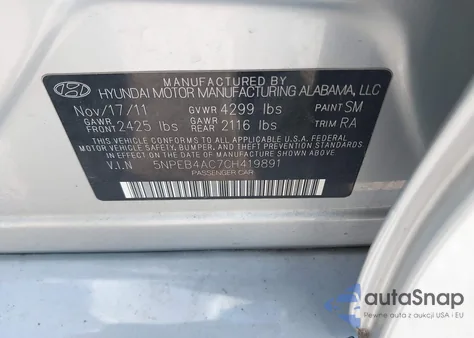 MANUFACTURED BY
HYUNDAI MOTOR MANUFACTURING ALABAMA, LLC
Nov/17/11 GVWR 4299 lbs PAINT SM
GAWR FRONT 2425 lbs GAWR REAR 2116 lbs TRIM RA
THIS VEHICLE CONFORMS TO ALL APPLICABLE U.S.A. FEDERAL MOTOR
VEHICLE SAFETY, BUMPER, AND THEFT PREVENTION STANDARDS
IN EFFECT ON THE DATE OF MANUFACTURE SHOWN ABOVE.
V.I.N 5NPEB4AC7CH419891
PASSENGER CAR
autoSnap
Pewne auta z aukcji USA i EU